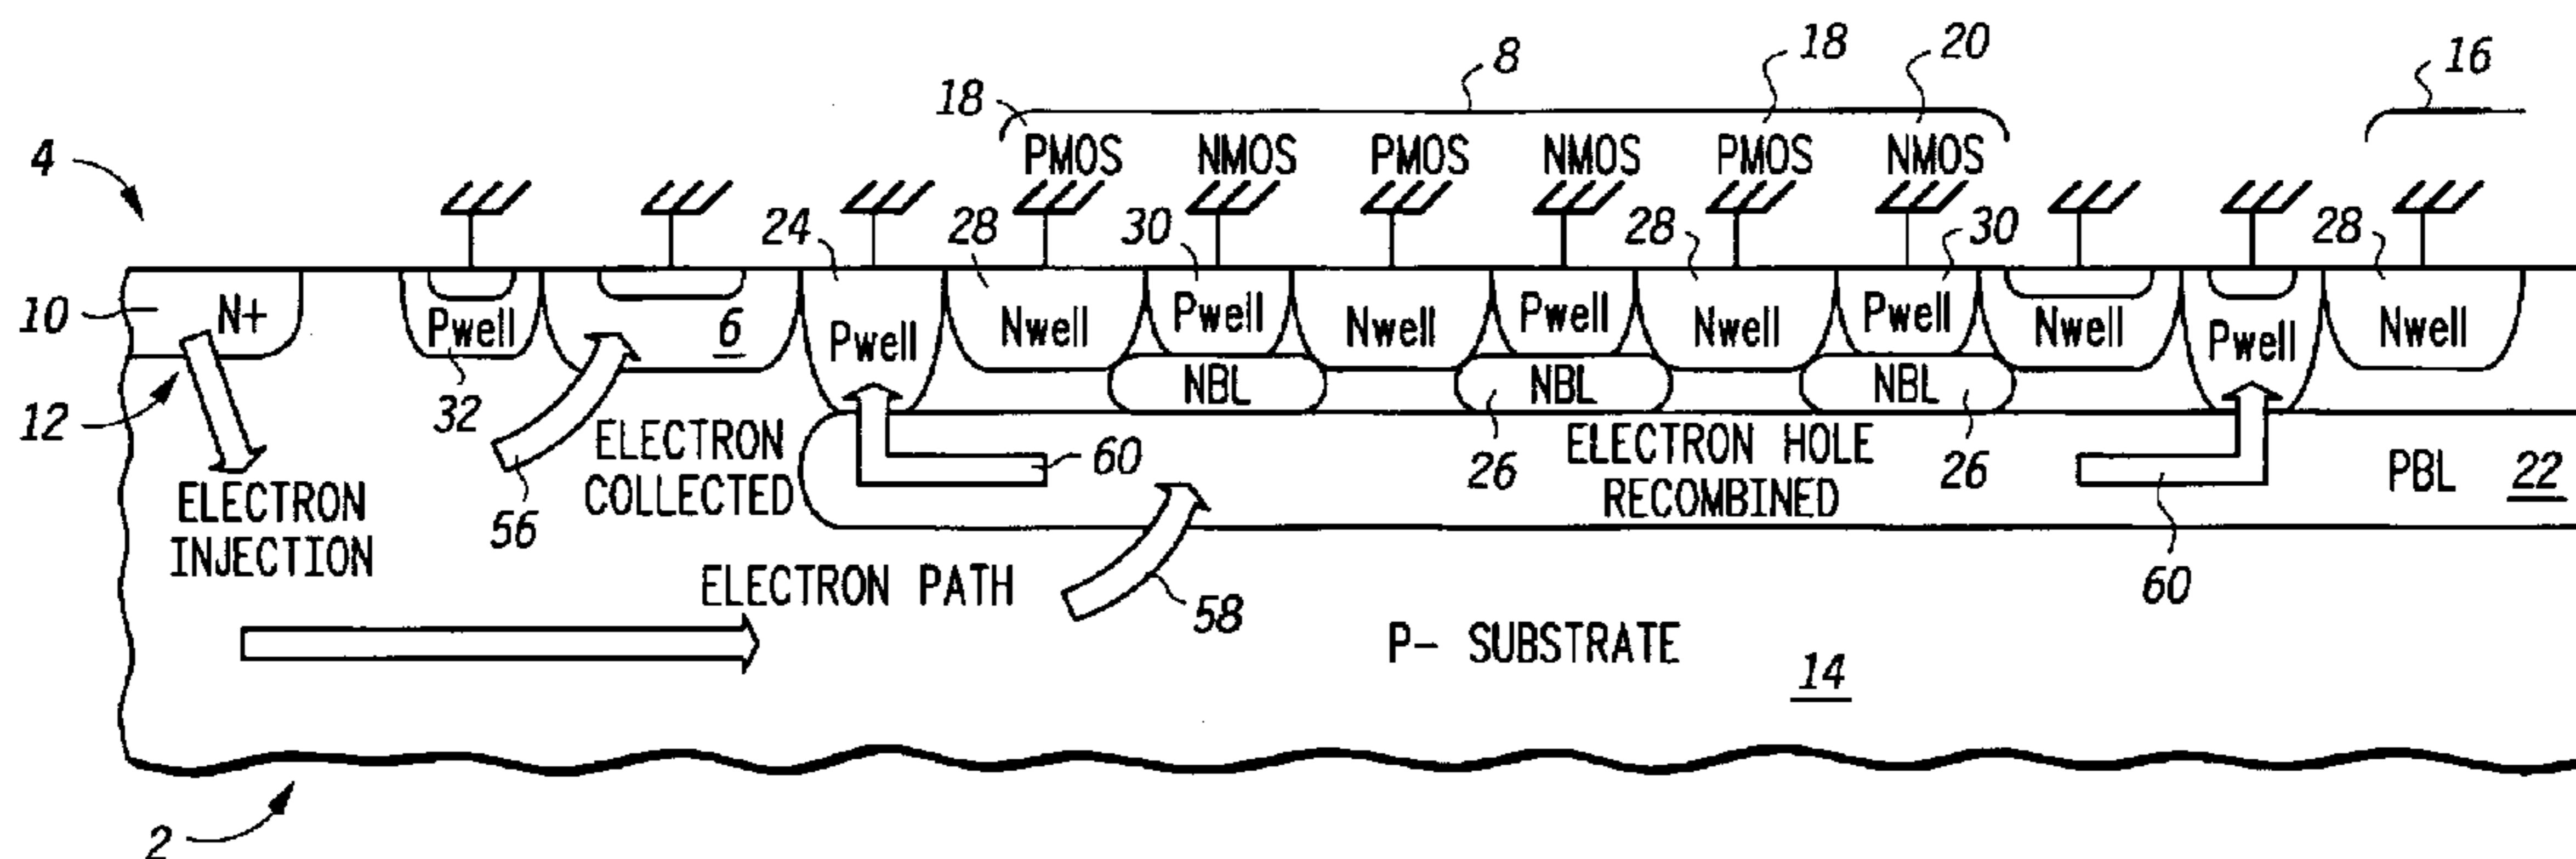 8
18
20
16
18
PMOS NMOS PMOS NMOS PMOS NMOS
4
24
28
30
28
30
28
10
N+
Pwell
6
Pwell
Nwell
Pwell
Nwell
Pwell
Nwell
Pwell
Nwell
Pwell
Nwell
NBL
NBL
NBL
12
32
56
ELECTRON
COLLECTED
60
26
ELECTRON HOLE
RECOMBINED
26
PBL
22
ELECTRON
INJECTION
ELECTRON PATH
58
60
P- SUBSTRATE
14
2